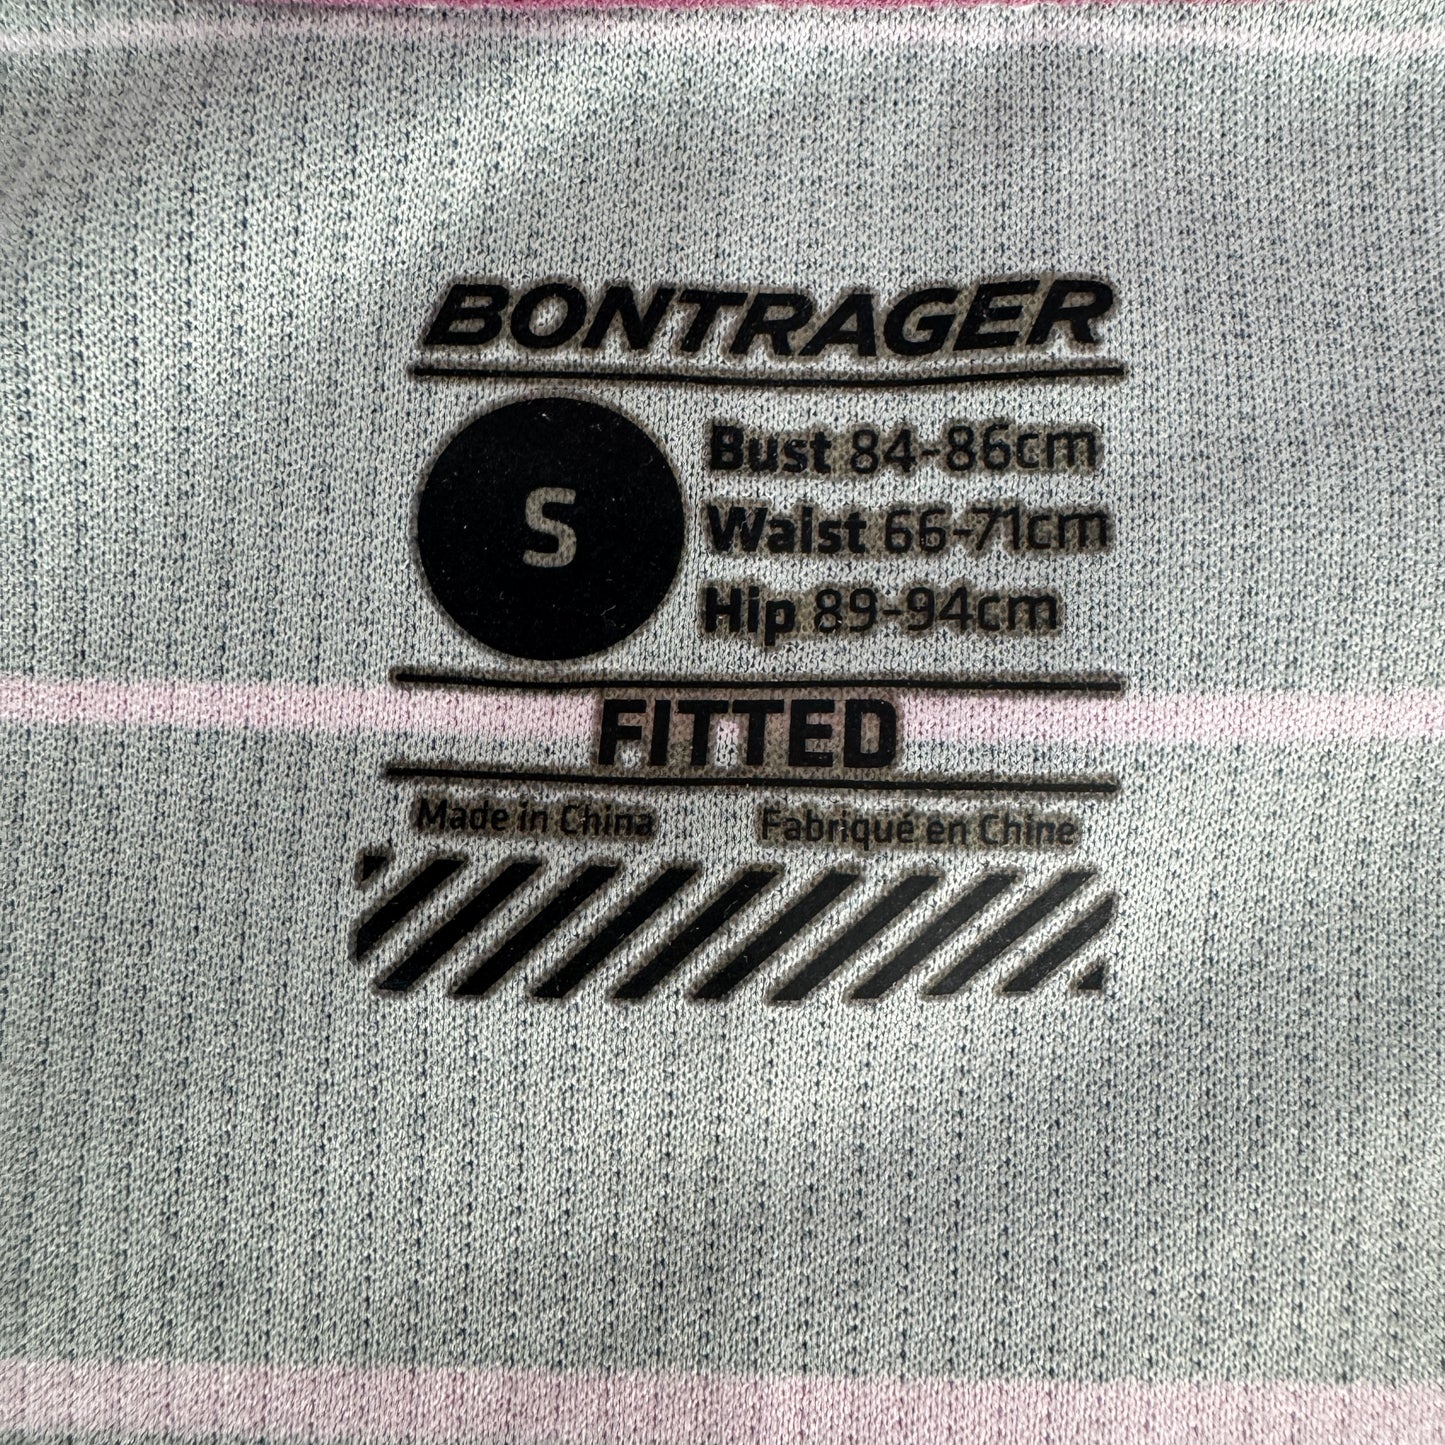 BONTRAGER
S
Bust 84-86cm
Waist 66-71cm
Hip 89-94cm
FITTED
Made in China
Fabriqué en Chine